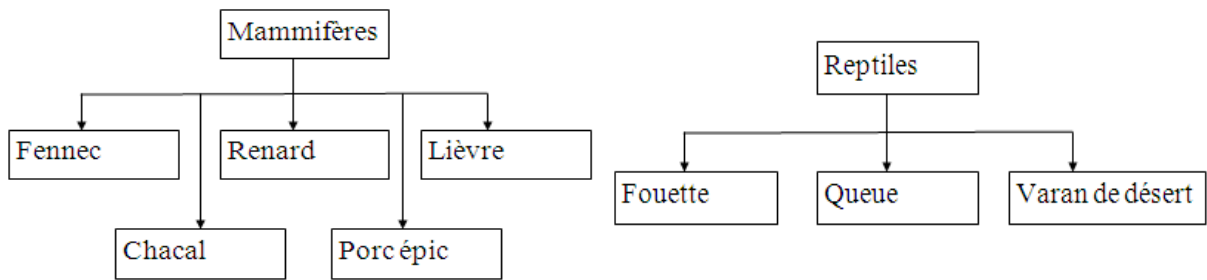 Mammifères
Fennec
Renard
Lièvre
Chacal
Porc épic
Reptiles
Fouette
Queue
Varan de désert